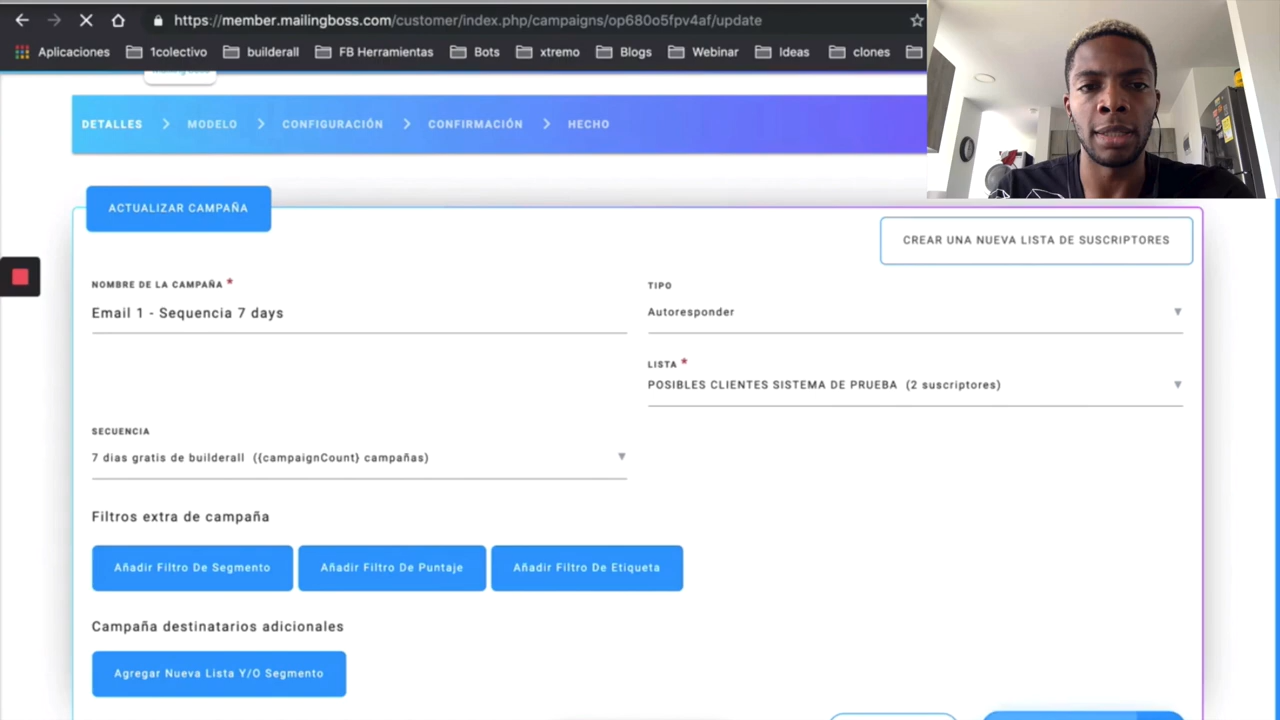 https://member.mailingboss.com/customer/index.php/campaigns/op680o5fpv4af/update
Aplicaciones 1colectivo builderall FB Herramientas Bots xtremo Blogs Webinar Ideas clones
DETALLES MODELO CONFIGURACIÓN CONFIRMACIÓN HECHO
ACTUALIZAR CAMPAÑA
CREAR UNA NUEVA LISTA DE SUSCRIPTORES
NOMBRE DE LA CAMPAÑA *
TIPO
Email 1 - Sequencia 7 days
Autoresponder
LISTA *
POSIBLES CLIENTES SISTEMA DE PRUEBA (2 suscriptores)
SECUENCIA
7 dias gratis de builderall ({campaignCount} campañas)
Filtros extra de campaña
Añadir Filtro De Segmento Añadir Filtro De Puntaje Añadir Filtro De Etiqueta
Campaña destinatarios adicionales
Agregar Nueva Lista Y/O Segmento